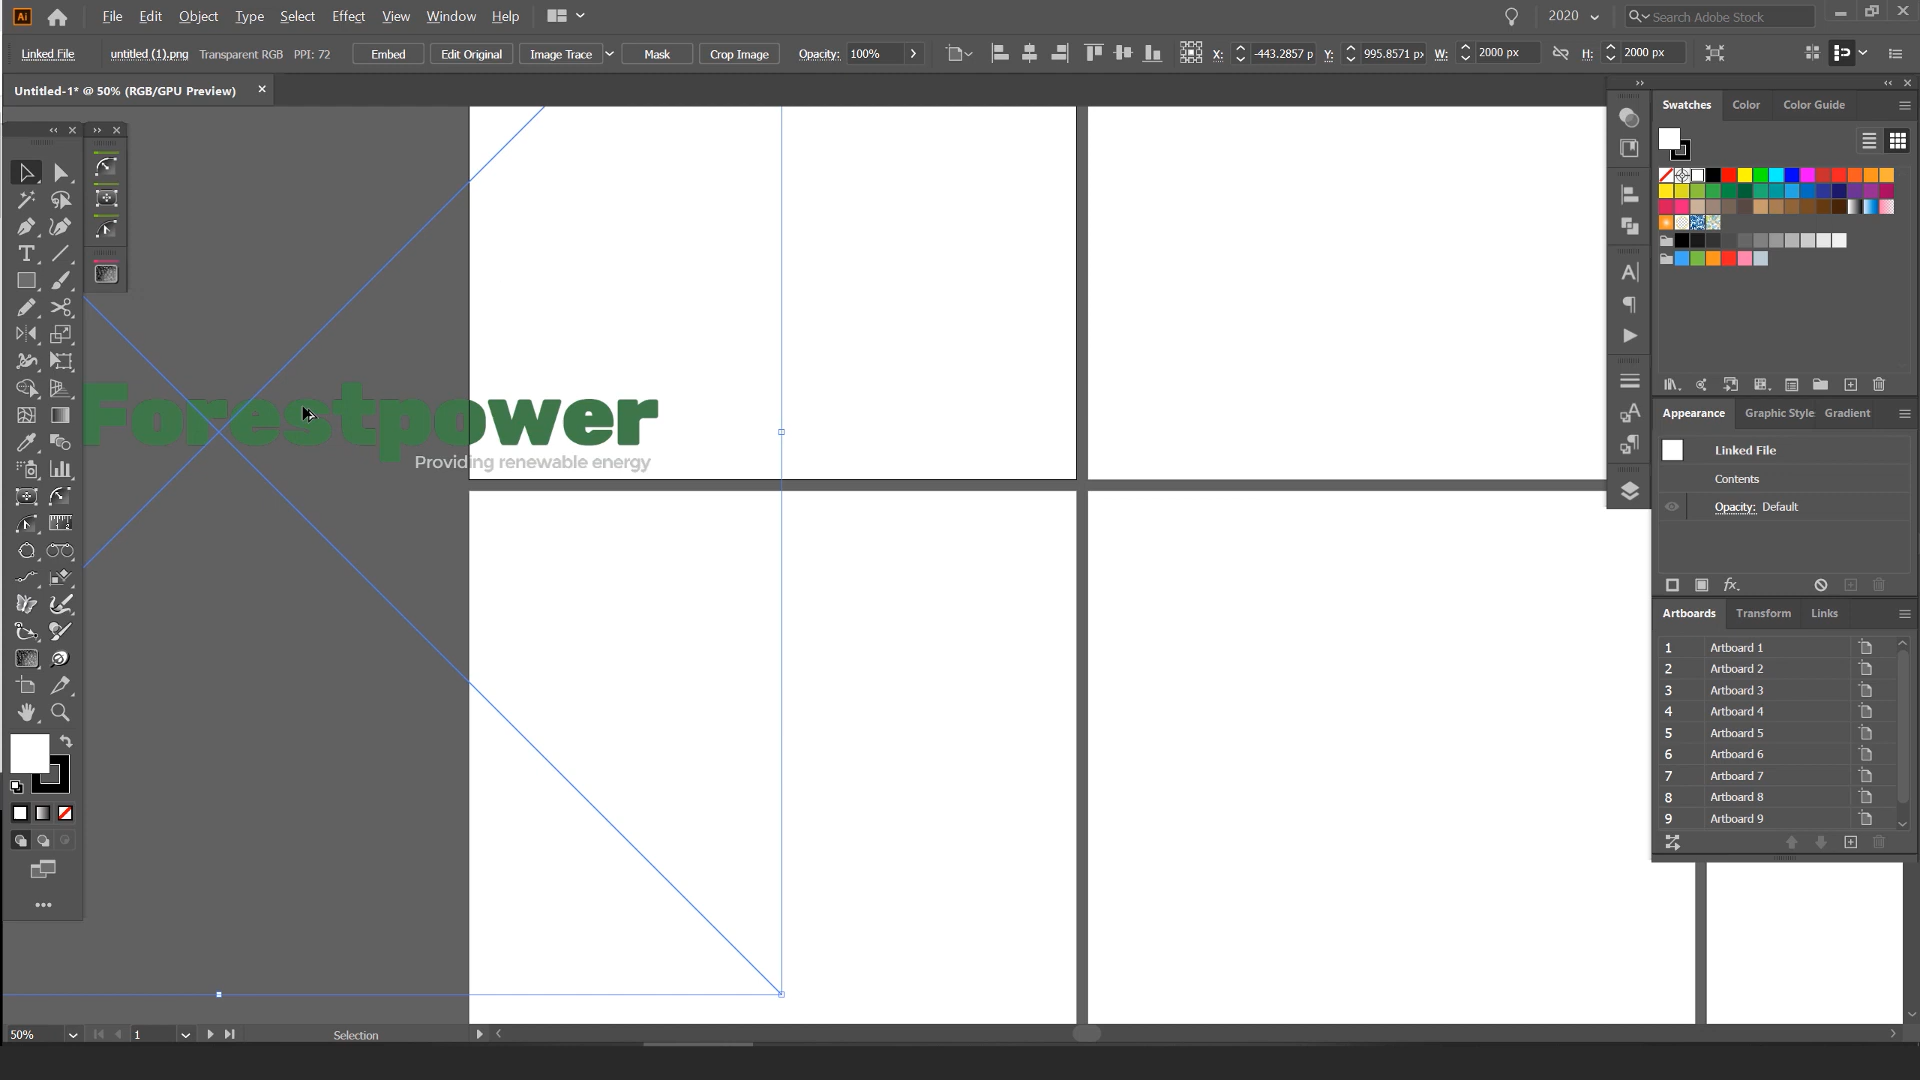 Ai File Edit Object Type Select Effect View Window Help 2020 Search Adobe Stock
Linked File untitled (1).png Transparent RGB PPI: 72 Embed Edit Original Image Trace Mask Crop Image Opacity: 100% X: -443.2857 p Y: 995.8571 px W: 2000 px H: 2000 px
Untitled-1* @ 50% (RGB/GPU Preview)
Swatches Color Color Guide
Forestpower
Providing renewable energy
Appearance Graphic Style Gradient
Linked File
Contents
Opacity: Default
fx
Artboards Transform Links
1 Artboard 1
2 Artboard 2
3 Artboard 3
4 Artboard 4
5 Artboard 5
6 Artboard 6
7 Artboard 7
8 Artboard 8
9 Artboard 9
50% 1 Selection